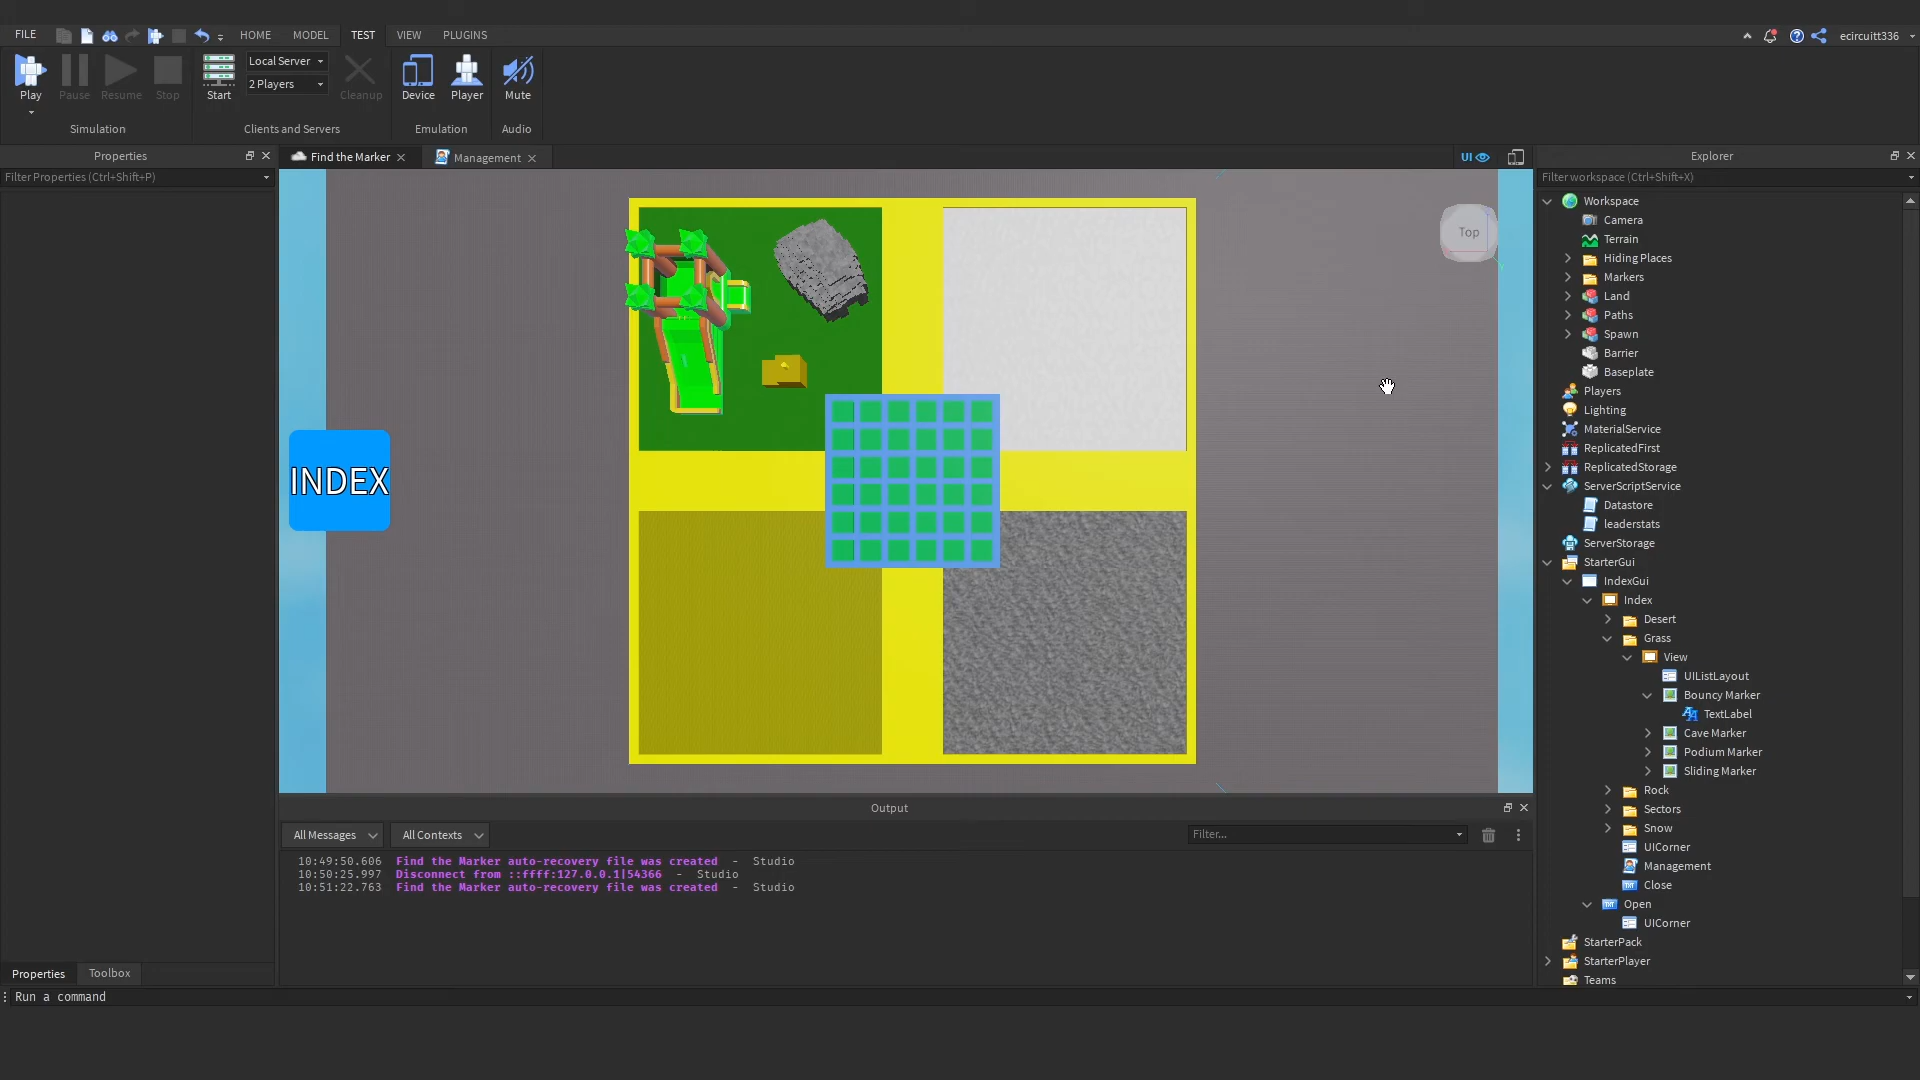 FILE
HOME
MODEL
TEST
VIEW
PLUGINS
ecircuitt336
Play
Pause
Resume
Stop
Simulation
Start
Local Server
2 Players
Cleanup
Clients and Servers
Device
Player
Emulation
Mute
Audio
Properties
Filter Properties (Ctrl+Shift+P)
Find the Marker
Management
UI
Top
INDEX
Explorer
Filter workspace (Ctrl+Shift+X)
Workspace
Camera
Terrain
Hiding Places
Markers
Land
Paths
Spawn
Barrier
Baseplate
Players
Lighting
MaterialService
ReplicatedFirst
ReplicatedStorage
ServerScriptService
Datastore
leaderstats
ServerStorage
StarterGui
IndexGui
Index
Desert
Grass
View
UIListLayout
Bouncy Marker
TextLabel
Cave Marker
Podium Marker
Sliding Marker
Rock
Sectors
Snow
UICorner
Management
Close
Open
UICorner
StarterPack
StarterPlayer
Teams
Output
All Messages
All Contexts
Filter...
10:49:50.606 Find the Marker auto-recovery file was created - Studio
10:50:25.997 Disconnect from ::ffff:127.0.0.1|54366 - Studio
10:51:22.763 Find the Marker auto-recovery file was created - Studio
Properties
Toolbox
Run a command